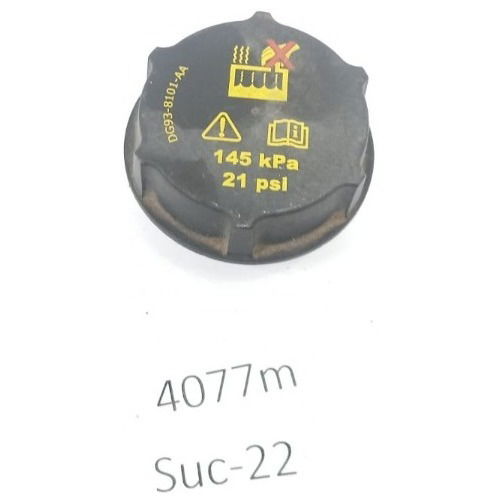 DG93-8101-AA
145 kPa
21 psi
4077m
Suc-22